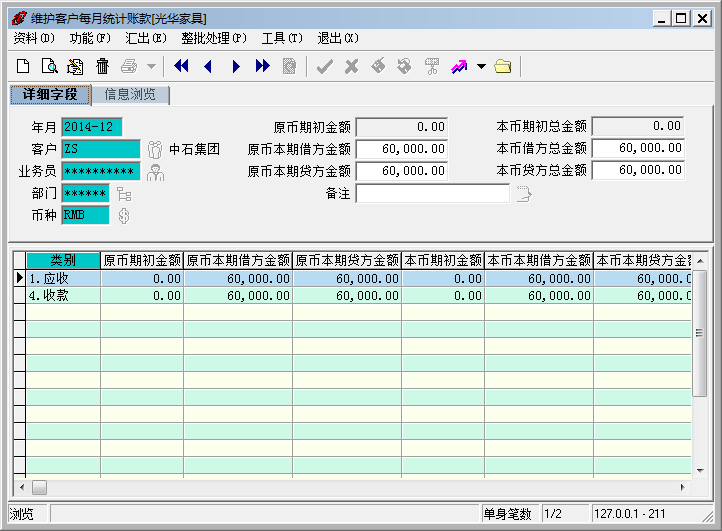 维护客户每月统计账款[光华家具]
资料(D) 功能(F) 汇出(E) 整批处理(P) 工具(T) 退出(X)
详细字段 信息浏览
年月 2014-12 原币期初金额 0.00 本币期初总金额 0.00
客户 ZS 中石集团 原币本期借方金额 60,000.00 本币借方总金额 60,000.00
业务员 ********** 原币本期贷方金额 60,000.00 本币贷方总金额 60,000.00
部门 ****** 备注
币种 RMB
类别 原币期初金额 原币本期借方金额 原币本期贷方金额 本币期初金额 本币本期借方金额 本币本期贷方金
1.应收 0.00 60,000.00 60,000.00 0.00 60,000.00 60,000.0
4.收款 0.00 60,000.00 60,000.00 0.00 60,000.00 60,000.0
浏览 单身笔数 1/2 127.0.0.1 - 211